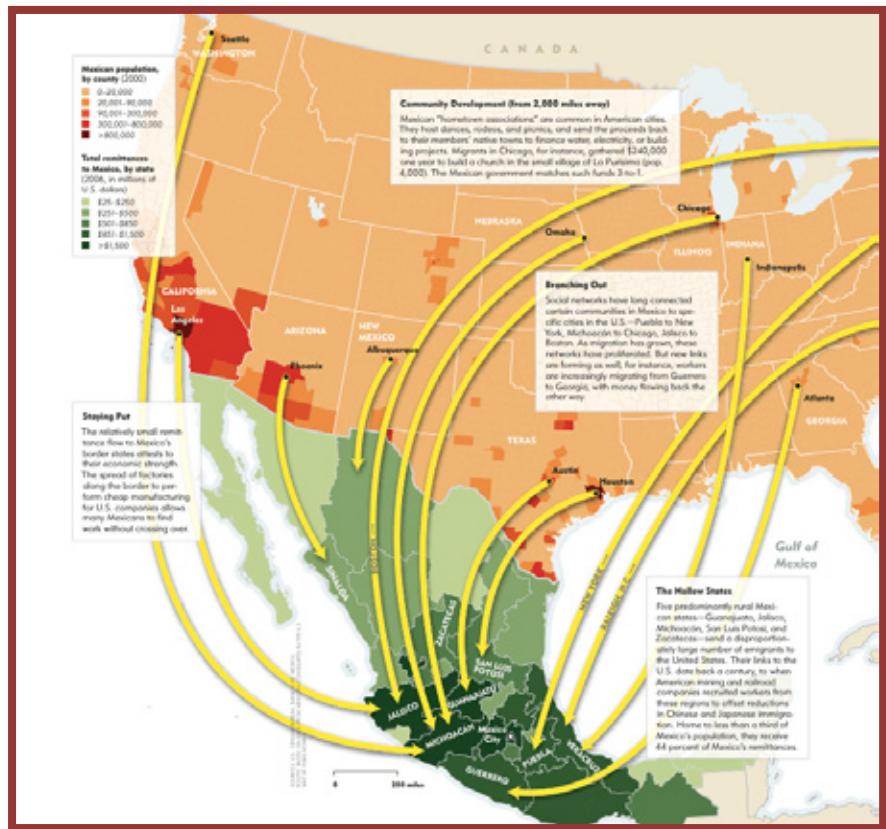 CANADA
Seattle
WASHINGTON
Mexican population,
by county (2000)
0–20,000
20,001–90,000
90,001–300,000
300,001–800,000
>800,000
Total remittances
to Mexico, by state
(2006, in millions of
U.S. dollars)
$25–$250
$251–$500
$501–$850
$851–$1,500
>$1,500
Community Development (from 2,000 miles away)
Mexican "hometown associations" are common in American cities.
They host dances, rodeos, and picnics, and send the proceeds back
to their members' native towns to finance water, electricity, or build-
ing projects. Migrants in Chicago, for instance, gathered $240,000
one year to build a church in the small village of La Purisima (pop.
4,000). The Mexican government matches such funds 3-to-1.
NEBRASKA
Omaha
Chicago
ILLINOIS
INDIANA
Indianapolis
CALIFORNIA
Los
Angeles
ARIZONA
Phoenix
NEW
MEXICO
Albuquerque
Branching Out
Social networks have long connected
certain communities in Mexico to spe-
cific cities in the U.S.—Puebla to New
York, Michoacán to Chicago, Jalisco to
Boston. As migration has grown, these
networks have proliferated. But new links
are forming as well; for instance, workers
are increasingly migrating from Guerrero
to Georgia, with money flowing back the
other way.
Atlanta
GEORGIA
TEXAS
Austin
Houston
Staying Put
The relatively small remit-
tance flow to Mexico's
border states attests to
their economic strength.
The spread of factories
along the border to per-
form cheap manufacturing
for U.S. companies allows
many Mexicans to find
work without crossing over.
Gulf of
Mexico
BOSTON
NEW YORK
RALEIGH, N.C.
SINALOA
ZACATECAS
SAN LUIS
POTOSI
JALISCO
GUANAJUATO
MICHOACÁN
Mexico
City
PUEBLA
VERACRUZ
GUERRERO
The Hollow States
Five predominantly rural Mexi-
can states—Guanajuato, Jalisco,
Michoacán, San Luis Potosí, and
Zacatecas—send a disproportion-
ately large number of emigrants to
the United States. Their links to the
U.S. date back a century, to when
American mining and railroad
companies recruited workers from
these regions to offset reductions
in Chinese and Japanese immigra-
tion. Home to less than a third of
Mexico's population, they receive
44 percent of Mexico's remittances.
0
200 miles